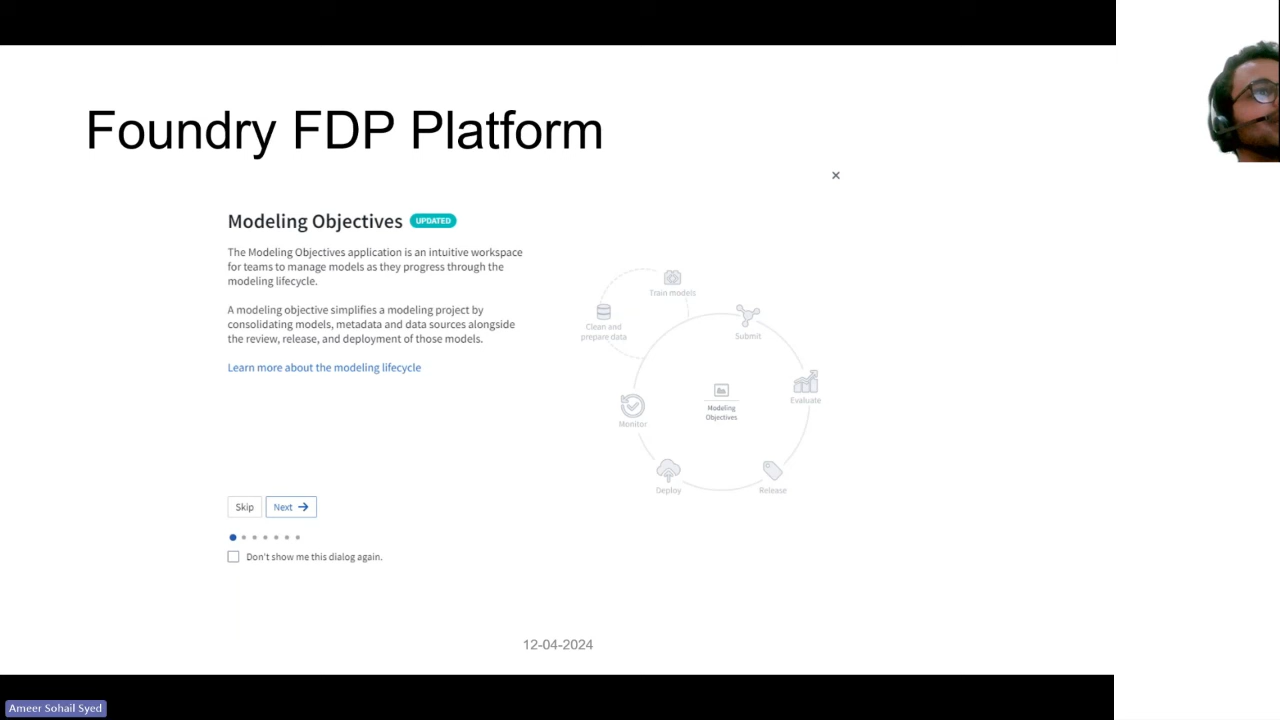 Foundry FDP Platform
Modeling Objectives UPDATED
The Modeling Objectives application is an intuitive workspace
for teams to manage models as they progress through the
modeling lifecycle.
A modeling objective simplifies a modeling project by
consolidating models, metadata and data sources alongside
the review, release, and deployment of those models.
Learn more about the modeling lifecycle
Train models
Clean and
prepare data
Submit
Evaluate
Modeling
Objectives
Monitor
Deploy
Release
Skip
Next
Don't show me this dialog again.
12-04-2024
Ameer Sohail Syed